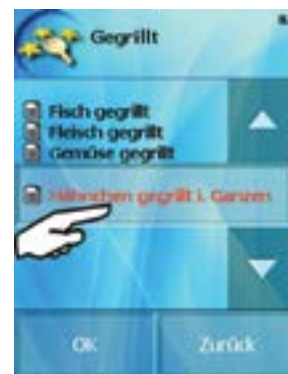 Gegrillt
Fisch gegrillt
Fleisch gegrillt
Gemüse gegrillt
Hähnchen gegrillt i. Ganzen
OK
Zurück